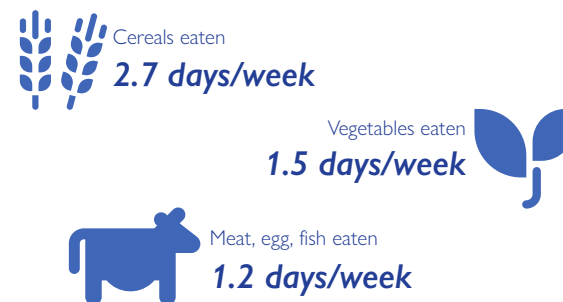 Cereals eaten
2.7 days/week
Vegetables eaten
1.5 days/week
Meat, egg, fish eaten
1.2 days/week